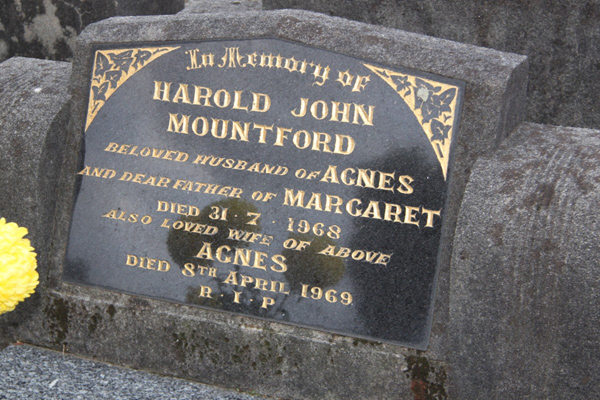 In Memory of
HAROLD JOHN
MOUNTFORD
BELOVED HUSBAND OF AGNES
AND DEAR FATHER OF MARGARET
DIED 31·7·1968
ALSO LOVED WIFE OF ABOVE
AGNES
DIED 8TH APRIL 1969
R·I·P